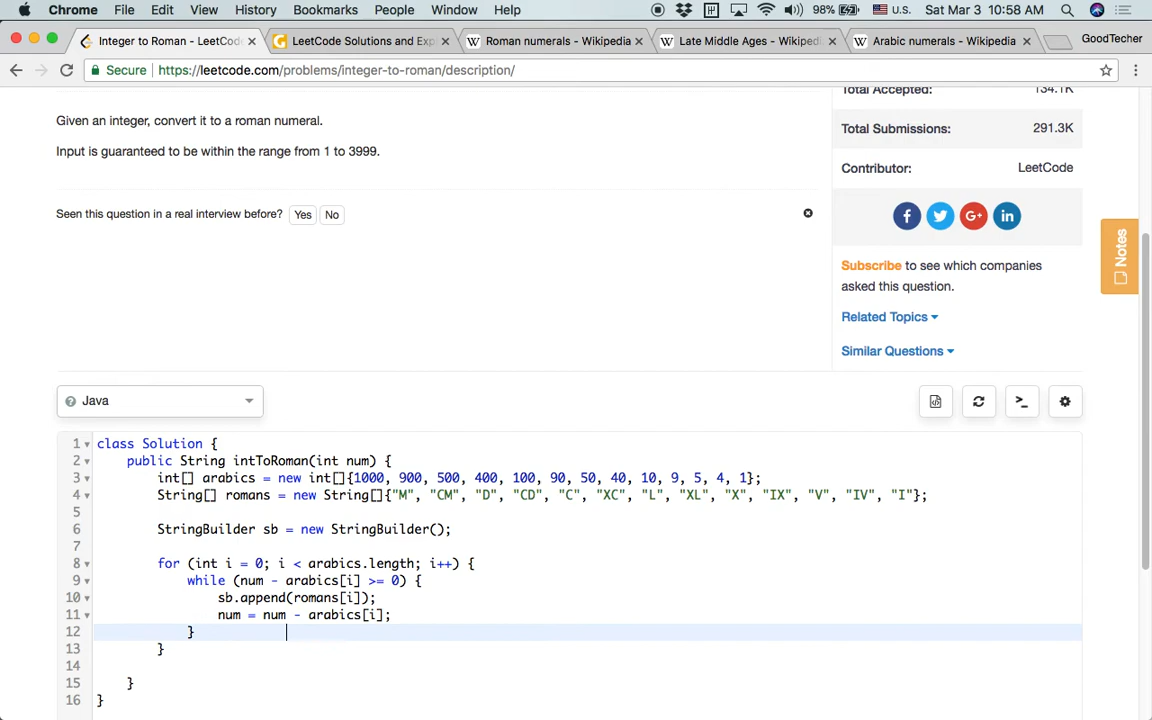 Chrome File Edit View History Bookmarks People Window Help 98% U.S. Sat Mar 3 10:58 AM
Integer to Roman - LeetCode LeetCode Solutions and Exp Roman numerals - Wikipedia Late Middle Ages - Wikiped Arabic numerals - Wikipedia GoodTecher
Secure https://leetcode.com/problems/integer-to-roman/description/
Total Accepted: 134.1K
Given an integer, convert it to a roman numeral.
Total Submissions: 291.3K
Input is guaranteed to be within the range from 1 to 3999.
Contributor: LeetCode
Seen this question in a real interview before? Yes No
Notes
Subscribe to see which companies
asked this question.
Related Topics
Similar Questions
Java
1 class Solution {
2 public String intToRoman(int num) {
3 int[] arabics = new int[]{1000, 900, 500, 400, 100, 90, 50, 40, 10, 9, 5, 4, 1};
4 String[] romans = new String[]{"M", "CM", "D", "CD", "C", "XC", "L", "XL", "X", "IX", "V", "IV", "I"};
5
6 StringBuilder sb = new StringBuilder();
7
8 for (int i = 0; i < arabics.length; i++) {
9 while (num - arabics[i] >= 0) {
10 sb.append(romans[i]);
11 num = num - arabics[i];
12 }
13 }
14
15 }
16 }